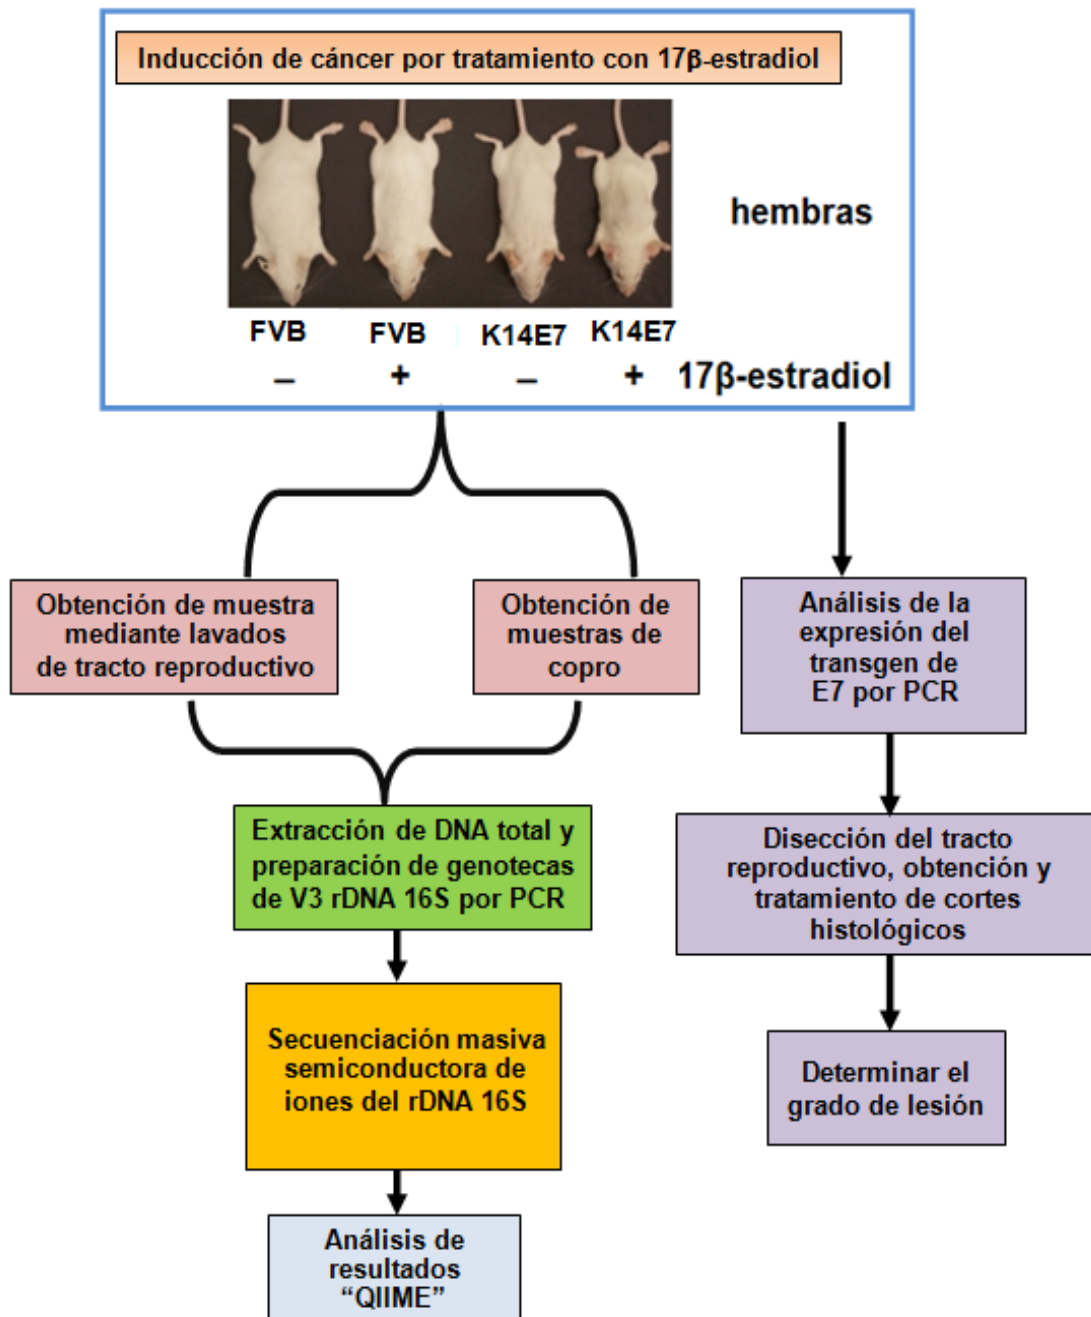 Inducción de cáncer por tratamiento con 17β-estradiol
hembras
FVB FVB K14E7 K14E7
– + – + 17β-estradiol
Obtención de muestra
mediante lavados
de tracto reproductivo
Obtención de
muestras de
copro
Análisis de la
expresión del
transgen de
E7 por PCR
Extracción de DNA total y
preparación de genotecas
de V3 rDNA 16S por PCR
Disección del tracto
reproductivo, obtención y
tratamiento de cortes
histológicos
Secuenciación masiva
semiconductora de
iones del rDNA 16S
Determinar el
grado de lesión
Análisis de
resultados
“QIIME”